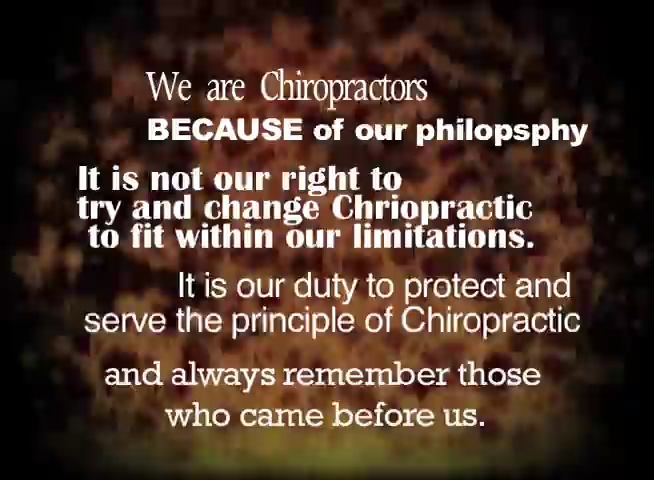 We are Chiropractors
BECAUSE of our philopsphy
It is not our right to
try and change Chriopractic
to fit within our limitations.
It is our duty to protect and
serve the principle of Chiropractic
and always remember those
who came before us.